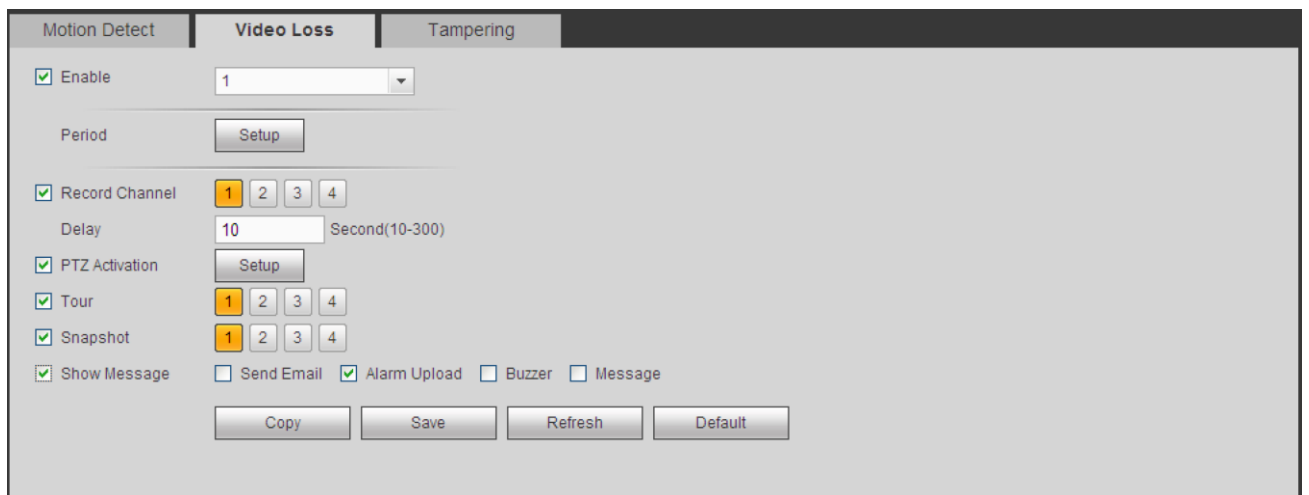 Motion Detect Video Loss Tampering
Enable 1
Period Setup
Record Channel 1 2 3 4
Delay 10 Second(10-300)
PTZ Activation Setup
Tour 1 2 3 4
Snapshot 1 2 3 4
Show Message Send Email Alarm Upload Buzzer Message
Copy Save Refresh Default